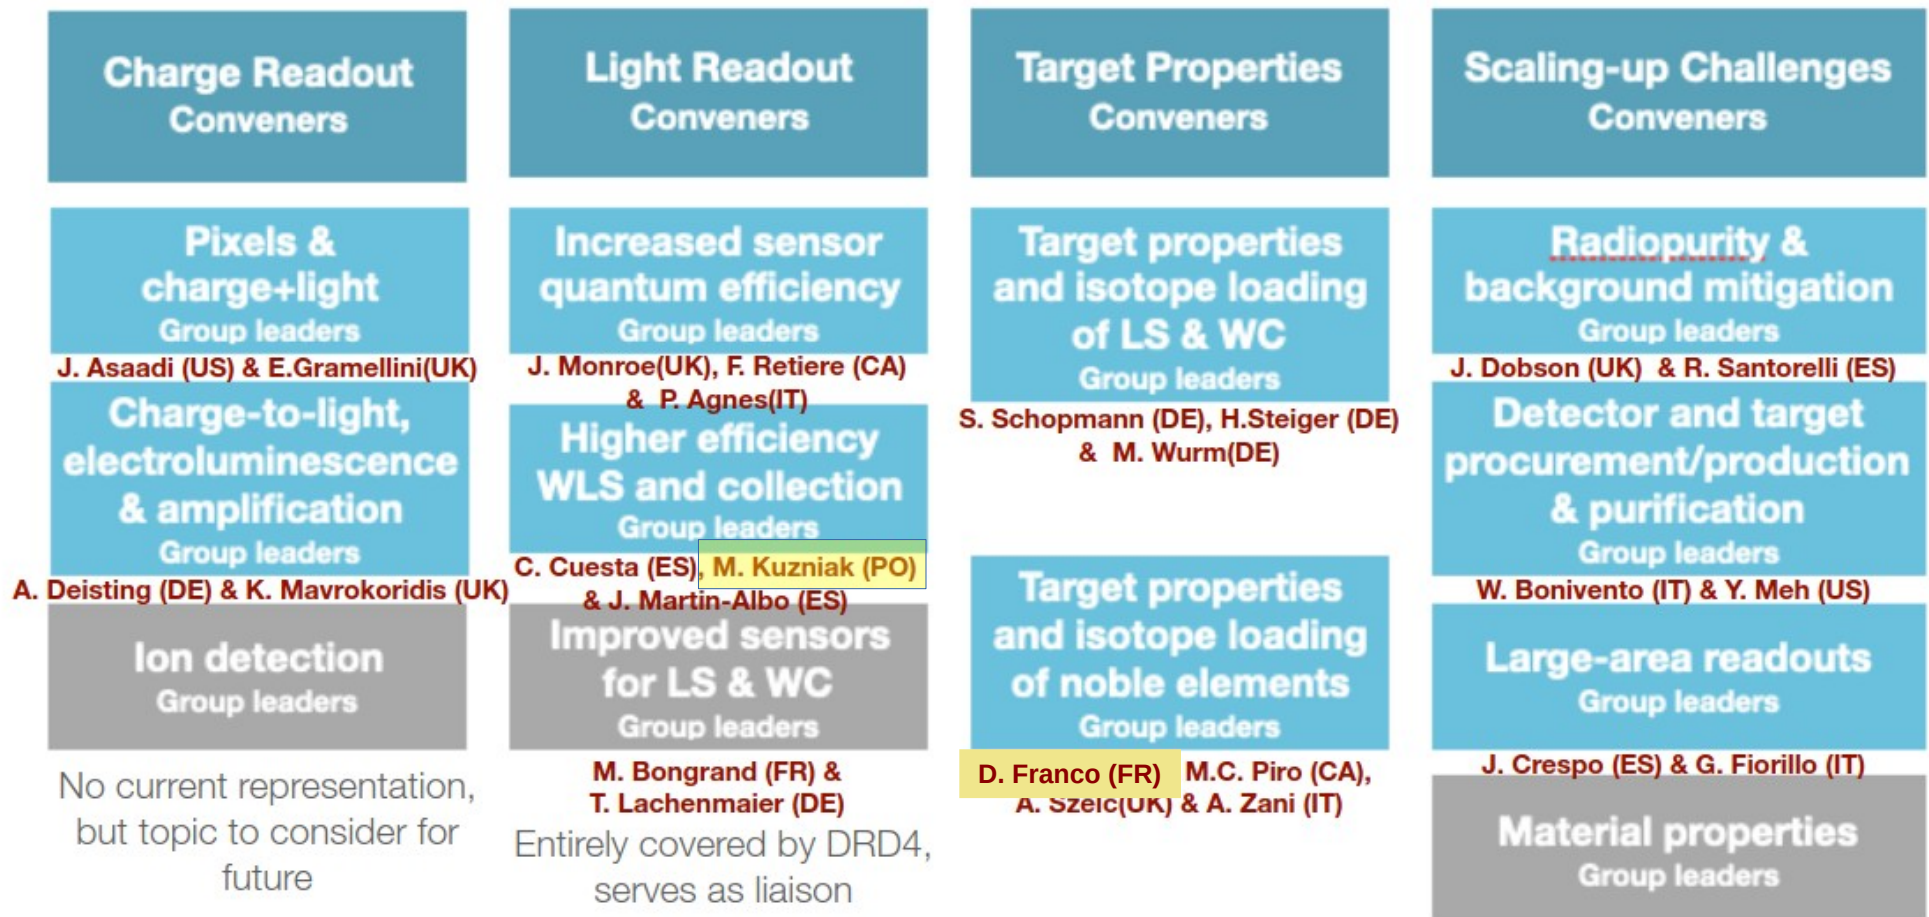 Charge Readout
Conveners
Pixels &
charge+light
Group leaders
J. Asaadi (US) & E.Gramellini(UK)
Charge-to-light,
electroluminescence
& amplification
Group leaders
A. Deisting (DE) & K. Mavrokoridis (UK)
Ion detection
Group leaders
No current representation,
but topic to consider for
future
Light Readout
Conveners
Increased sensor
quantum efficiency
Group leaders
J. Monroe(UK), F. Retiere (CA)
& P. Agnes(IT)
Higher efficiency
WLS and collection
Group leaders
C. Cuesta (ES), M. Kuzniak (PO)
& J. Martin-Albo (ES)
Improved sensors
for LS & WC
Group leaders
M. Bongrand (FR) &
T. Lachenmaier (DE)
Entirely covered by DRD4,
serves as liaison
Target Properties
Conveners
Target properties
and isotope loading
of LS & WC
Group leaders
S. Schopmann (DE), H.Steiger (DE)
& M. Wurm(DE)
Target properties
and isotope loading
of noble elements
Group leaders
D. Franco (FR) M.C. Piro (CA),
A. Szelc(UK) & A. Zani (IT)
Scaling-up Challenges
Conveners
Radiopurity &
background mitigation
Group leaders
J. Dobson (UK) & R. Santorelli (ES)
Detector and target
procurement/production
& purification
Group leaders
W. Bonivento (IT) & Y. Meh (US)
Large-area readouts
Group leaders
J. Crespo (ES) & G. Fiorillo (IT)
Material properties
Group leaders